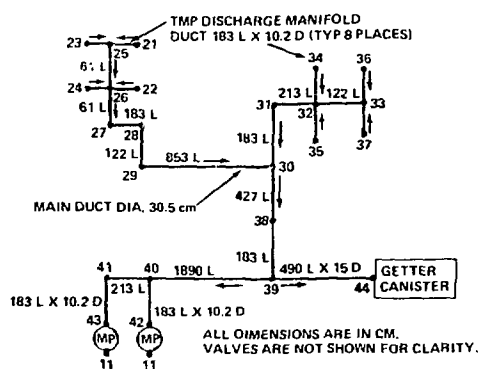 TMP DISCHARGE MANIFOLD
DUCT 183 L X 10.2 D (TYP 8 PLACES)
23
21
25
61 L
24
22
26
61 L
27
183 L
28
122 L
29
853 L
34
36
213 L
122 L
31
32
33
183 L
35
37
30
MAIN DUCT DIA, 30.5 cm
427 L
38
183 L
41
40
1890 L
490 L X 15 D
GETTER
CANISTER
39
44
213 L
183 L X 10.2 D
183 L X 10.2 D
43
42
MP
MP
11
11
ALL DIMENSIONS ARE IN CM.
VALVES ARE NOT SHOWN FOR CLARITY.